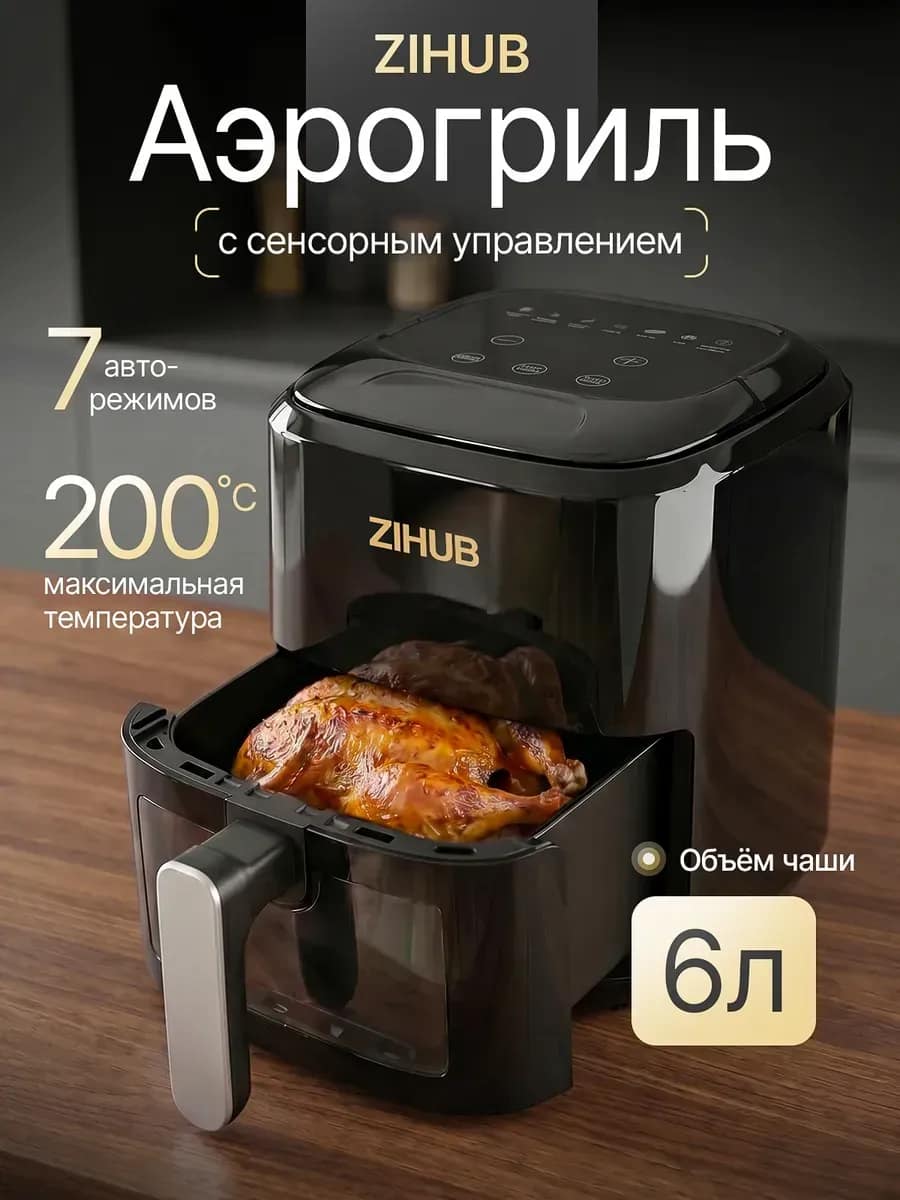 ZIHUB
Аэрогриль
с сенсорным управлением
7 авто-
режимов
200°C
максимальная
температура
ZIHUB
Объём чаши
6л